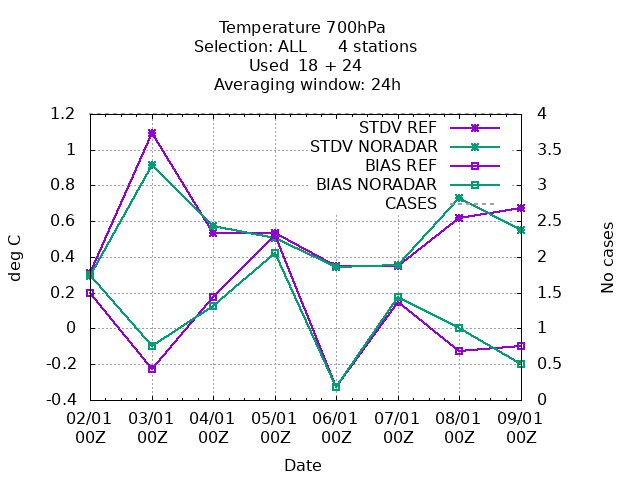 Temperature 700hPa
Selection: ALL      4 stations
Used  18 + 24
Averaging window: 24h
1.2
1
0.8
0.6
0.4
0.2
0
-0.2
-0.4
4
3.5
3
2.5
2
1.5
1
0.5
0
STDV REF
STDV NORADAR
BIAS REF
BIAS NORADAR
CASES
deg C
No cases
02/01 03/01 04/01 05/01 06/01 07/01 08/01 09/01
00Z 00Z 00Z 00Z 00Z 00Z 00Z 00Z
Date